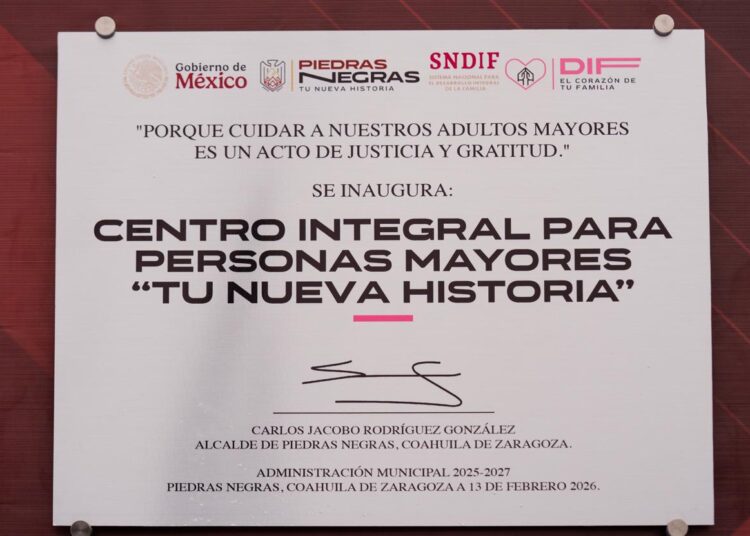 Gobierno de
México
PIEDRAS
NEGRAS
TU NUEVA HISTORIA
SNDIF
SISTEMA NACIONAL PARA
EL DESARROLLO INTEGRAL
DE LA FAMILIA
DIF
EL CORAZÓN DE
TU FAMILIA
"PORQUE CUIDAR A NUESTROS ADULTOS MAYORES
ES UN ACTO DE JUSTICIA Y GRATITUD."
SE INAUGURA:
CENTRO INTEGRAL PARA
PERSONAS MAYORES
“TU NUEVA HISTORIA”
CARLOS JACOBO RODRÍGUEZ GONZÁLEZ
ALCALDE DE PIEDRAS NEGRAS, COAHUILA DE ZARAGOZA.
ADMINISTRACIÓN MUNICIPAL 2025-2027
PIEDRAS NEGRAS, COAHUILA DE ZARAGOZA A 13 DE FEBRERO 2026.